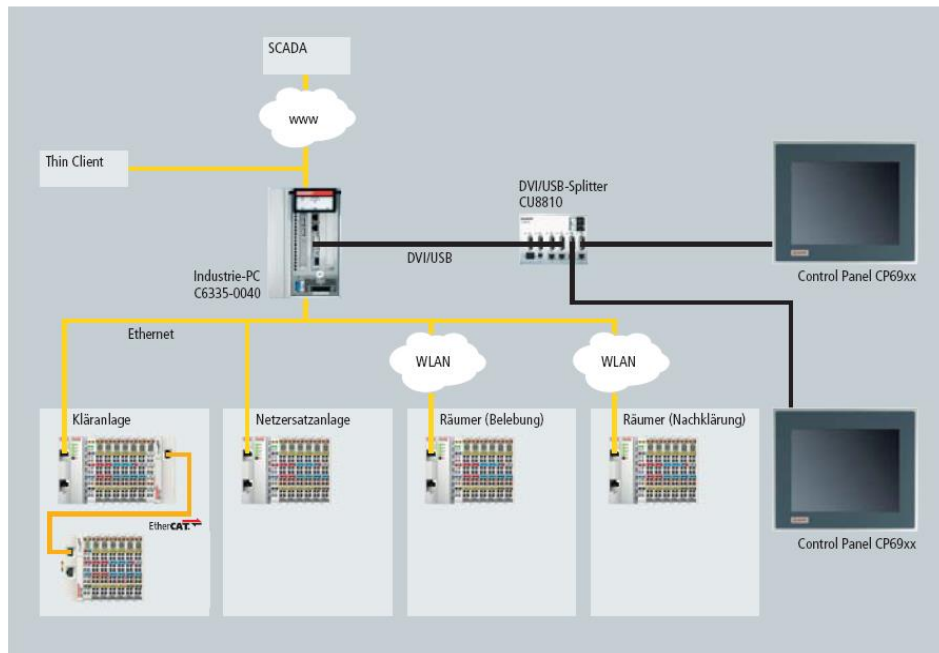 SCADA
www
Thin Client
DVI/USB-Splitter
CU8810
DVI/USB
Industrie-PC
C6335-0040
Control Panel CP69xx
Ethernet
WLAN
WLAN
Kläranlage
Netzersatzanlage
Räumer (Belebung)
Räumer (Nachklärung)
EtherCAT
Control Panel CP69xx